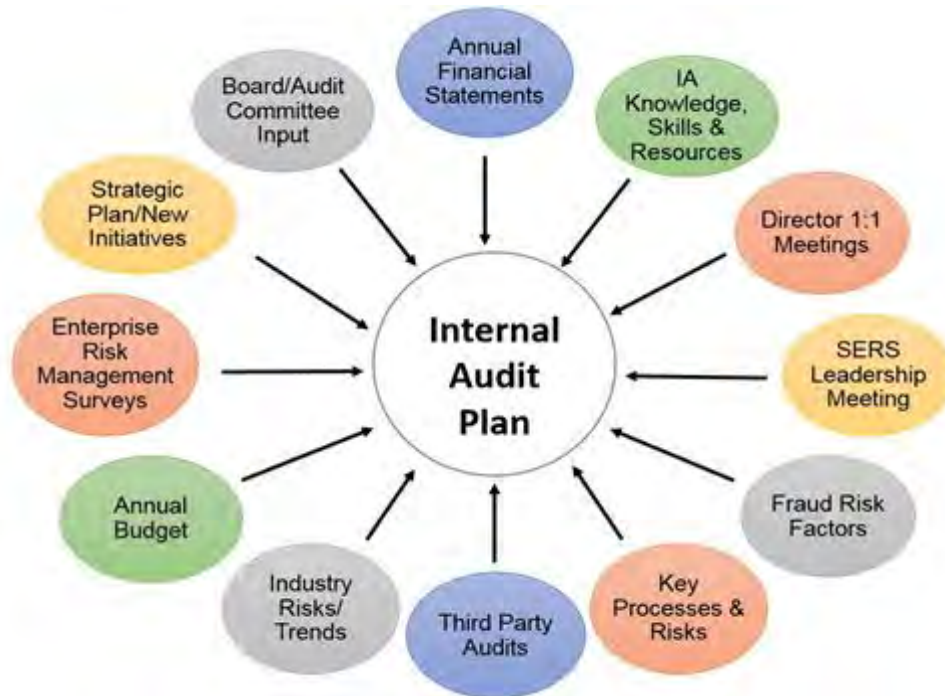 Annual
Financial
Statements
IA
Knowledge,
Skills &
Resources
Director 1:1
Meetings
SERS
Leadership
Meeting
Fraud Risk
Factors
Key
Processes &
Risks
Third Party
Audits
Industry
Risks/
Trends
Annual
Budget
Enterprise
Risk
Management
Surveys
Strategic
Plan/New
Initiatives
Board/Audit
Committee
Input
Internal
Audit
Plan